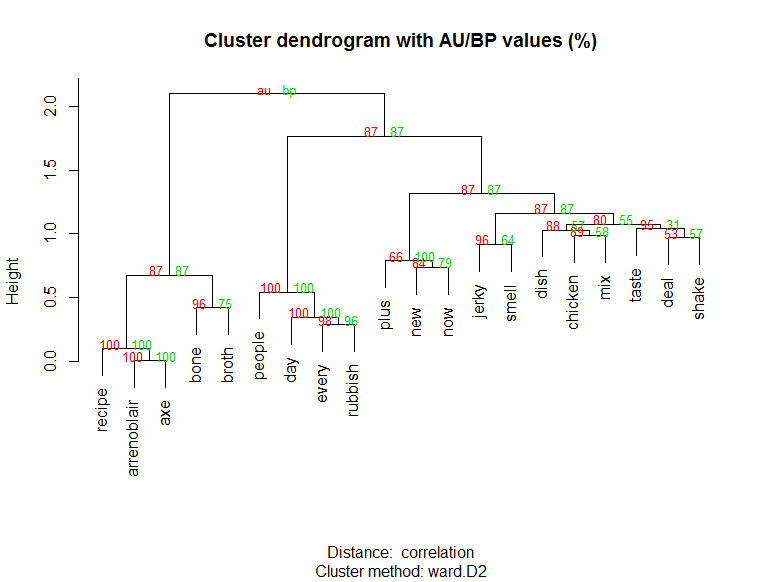 Cluster dendrogram with AU/BP values (%)
au bp
2.0
87 87
1.5
87 87
87 87
80 55
57
95 31
1.0
88
89 58
53 57
96 64
66 100
84 79
Height
87 87
0.5
96 75
100 100
100 100
98 96
0.0
100 100
100 100
recipe
arrenoblair
axe
bone
broth
people
day
every
rubbish
plus
new
now
jerky
smell
dish
chicken
mix
taste
deal
shake
Distance: correlation
Cluster method: ward.D2